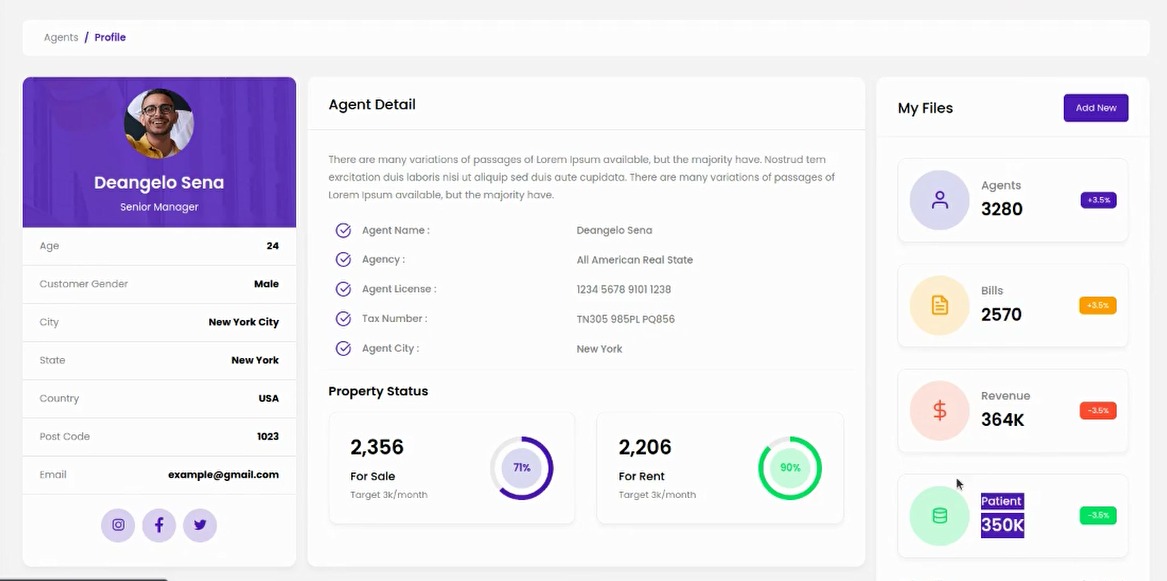 Agents / Profile
Deangelo Sena
Senior Manager
Age 24
Customer Gender Male
City New York City
State New York
Country USA
Post Code 1023
Email example@gmail.com
Agent Detail
There are many variations of passages of Lorem Ipsum available, but the majority have. Nostrud tem
exrcitation duis laboris nisi ut aliquip sed duis aute cupidata. There are many variations of passages of
Lorem Ipsum available, but the majority have.
Agent Name : Deangelo Sena
Agency : All American Real State
Agent License : 1234 5678 9101 1238
Tax Number : TN305 985PL PQ856
Agent City : New York
Property Status
2,356
For Sale
Target 3k/month
71%
2,206
For Rent
Target 3k/month
90%
My Files
Add New
Agents
3280
+3.5%
Bills
2570
+3.5%
Revenue
364K
-3.5%
Patient
350K
-3.5%